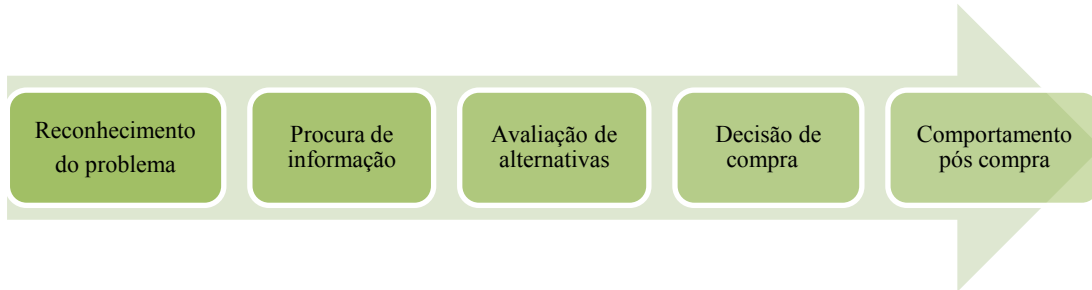 Reconhecimento
do problema
Procura de
informação
Avaliação de
alternativas
Decisão de
compra
Comportamento
pós compra